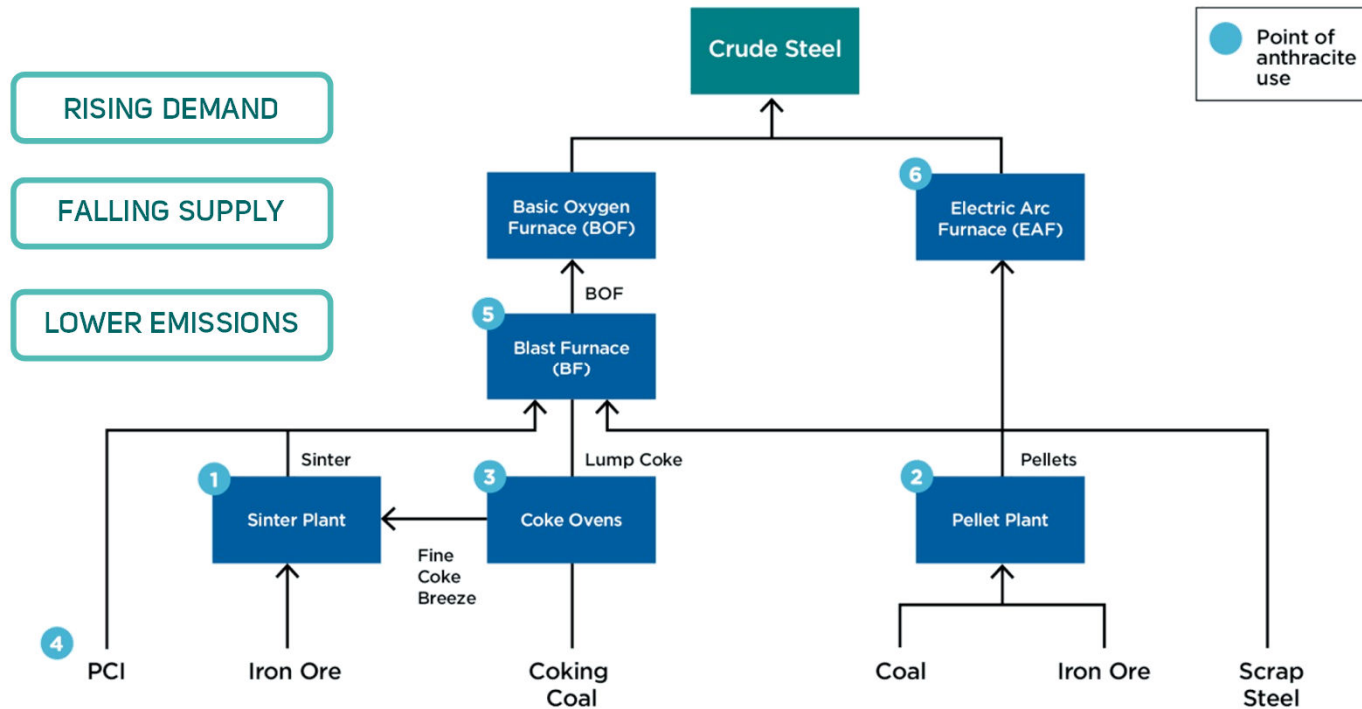 Crude Steel
Point of
anthracite
use
RISING DEMAND
FALLING SUPPLY
LOWER EMISSIONS
Basic Oxygen
Furnace (BOF)
6
Electric Arc
Furnace (EAF)
BOF
5
Blast Furnace
(BF)
Sinter
Lump Coke
Pellets
1
Sinter Plant
3
Coke Ovens
2
Pellet Plant
Fine
Coke
Breeze
4
PCI
Iron Ore
Coking
Coal
Coal
Iron Ore
Scrap
Steel